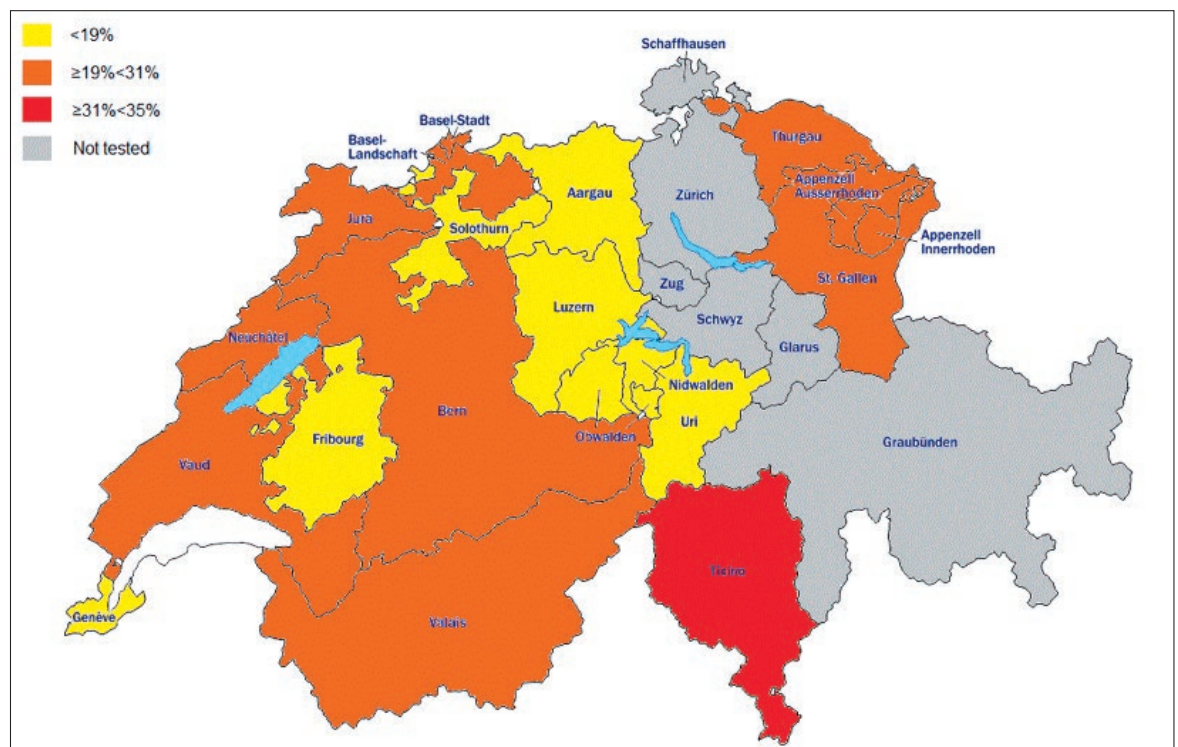 <19%
≥19%<31%
≥31%<35%
Not tested
Schaffhausen
Basel-Stadt
Basel-
Landschaft
Thurgau
Appenzell
Ausserrhoden
Aargau
Zürich
Jura
Solothurn
Appenzell
Innerrhoden
St. Gallen
Zug
Luzern
Schwyz
Neuchâtel
Glarus
Nidwalden
Bern
Uri
Obwalden
Fribourg
Graubünden
Vaud
Ticino
Genève
Valais